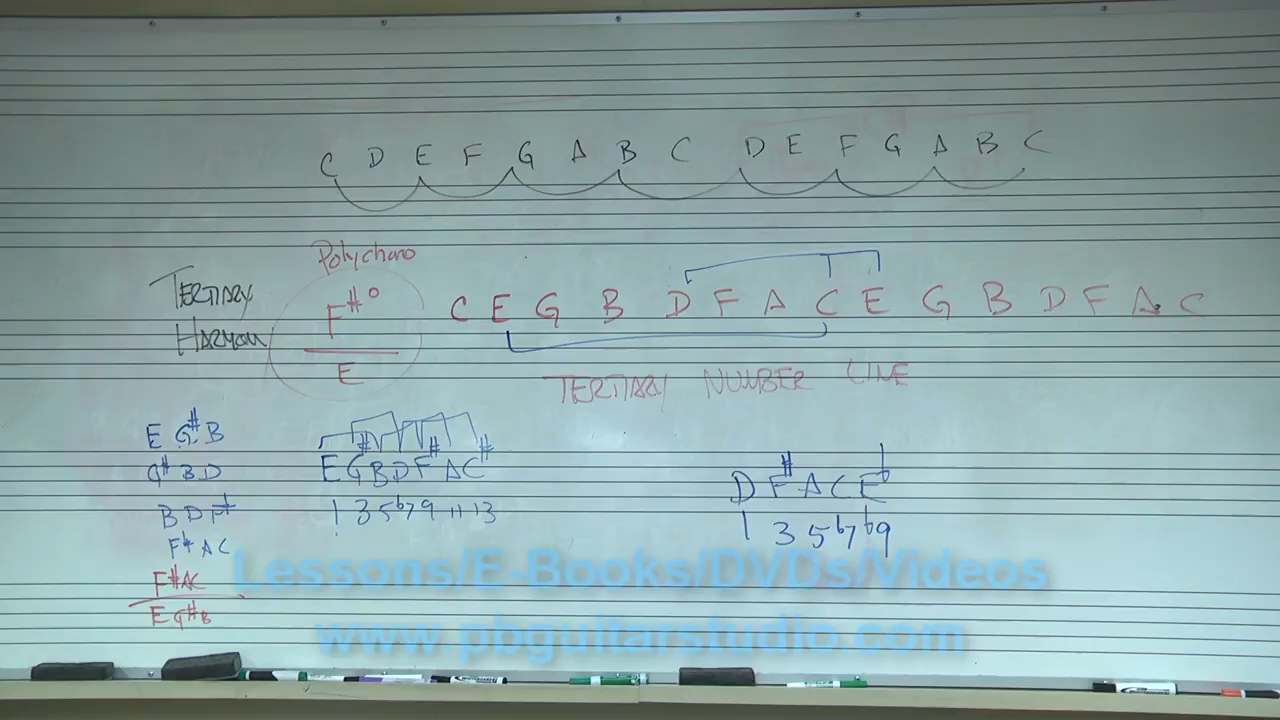 C D E F G A B C D E F G A B C
Polychord
TERTIARY
HARMONY
F#°
E
C E G B D F A C E G B D F A C
TERTIARY NUMBER LINE
E G# B
G# B D
B D F#
F# A C
F# A C
E G# B
E G# B D F# A C#
1 3 5 b7 9 11 13
D F# A C Eb
1 3 5 b7 b9
Lessons/E-Books/DVDs/Videos
www.pbguitarstudio.com